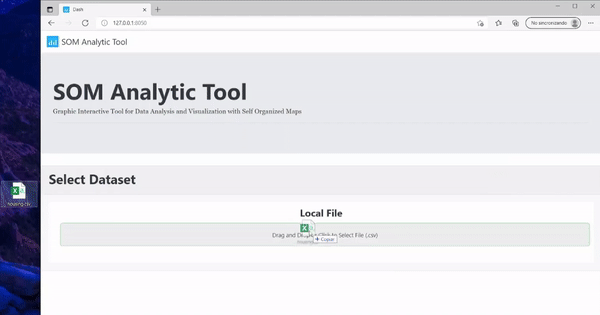 Dash
127.0.0.1:8050
No sincronizando
SOM Analytic Tool
SOM Analytic Tool
Graphic Interactive Tool for Data Analysis and Visualization with Self Organized Maps
Select Dataset
housing.csv
Local File
Drag and Drop or Click to Select File (.csv)
Copiar